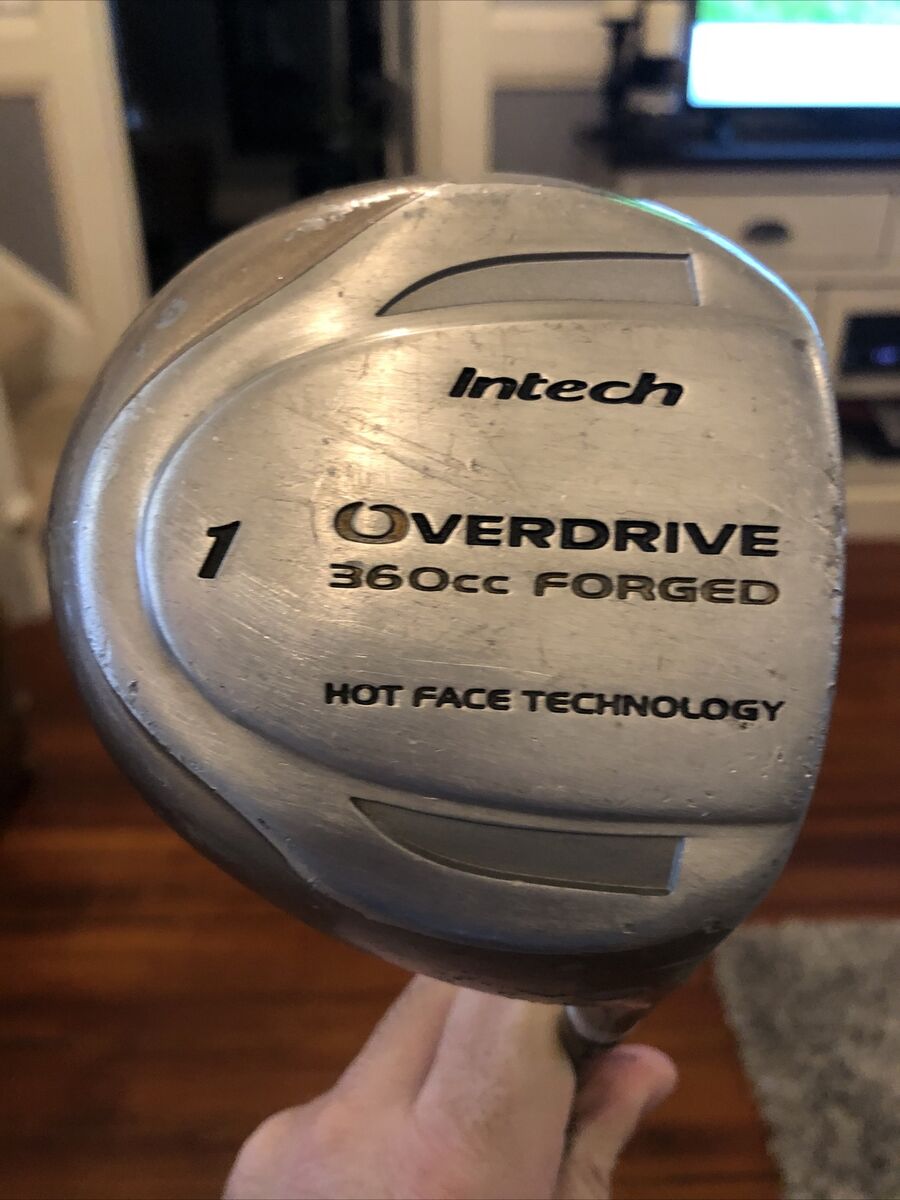 Intech
1
OVERDRIVE
360cc FORGED
HOT FACE TECHNOLOGY